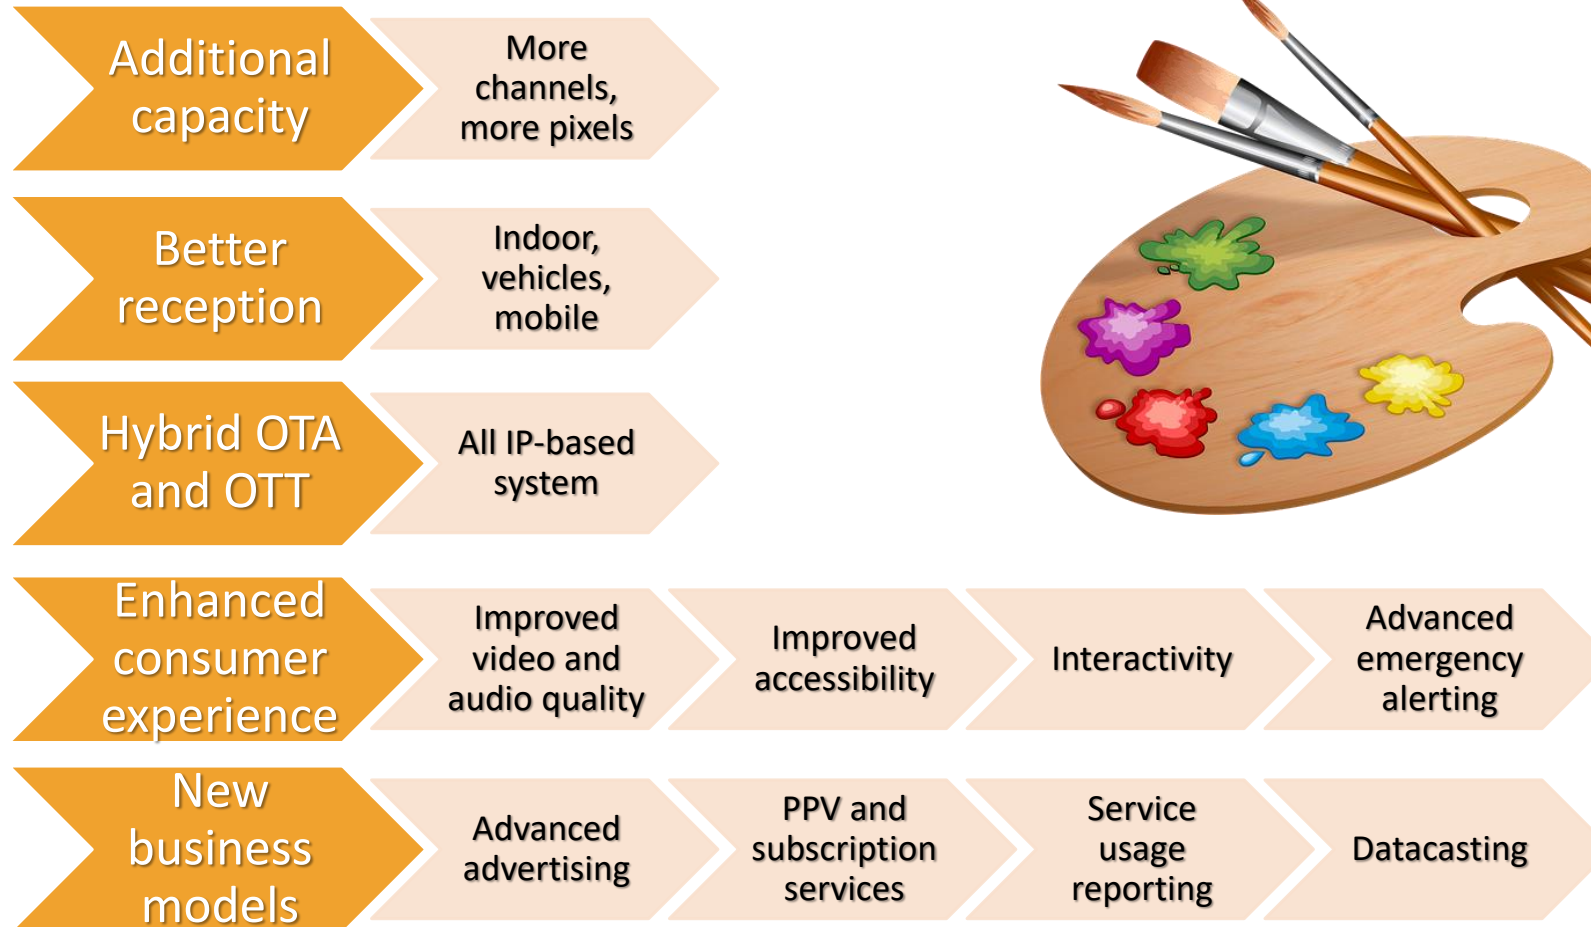 Additional
capacity
More
channels,
more pixels
Better
reception
Indoor,
vehicles,
mobile
Hybrid OTA
and OTT
All IP-based
system
Enhanced
consumer
experience
Improved
video and
audio quality
Improved
accessibility
Interactivity
Advanced
emergency
alerting
New
business
models
Advanced
advertising
PPV and
subscription
services
Service
usage
reporting
Datacasting